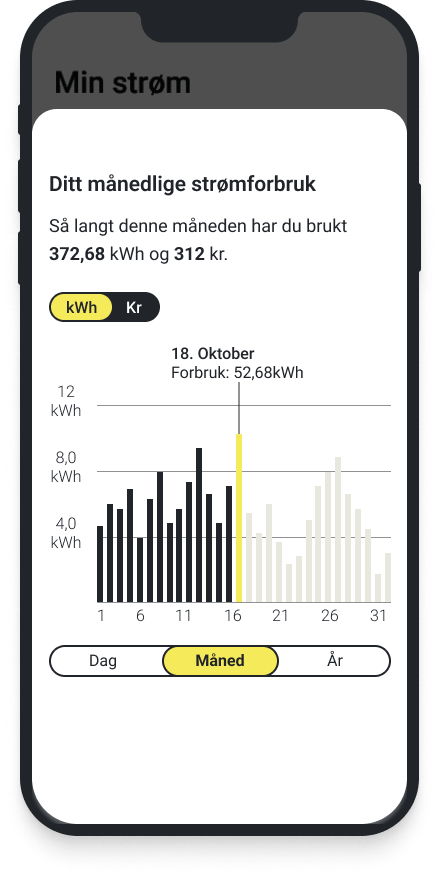 Min strøm
Ditt månedlige strømforbruk
Så langt denne måneden har du brukt
372,68 kWh og 312 kr.
kWh Kr
18. Oktober
Forbruk: 52,68kWh
12
kWh
8,0
kWh
4,0
kWh
1 6 11 16 21 26 31
Dag Måned År